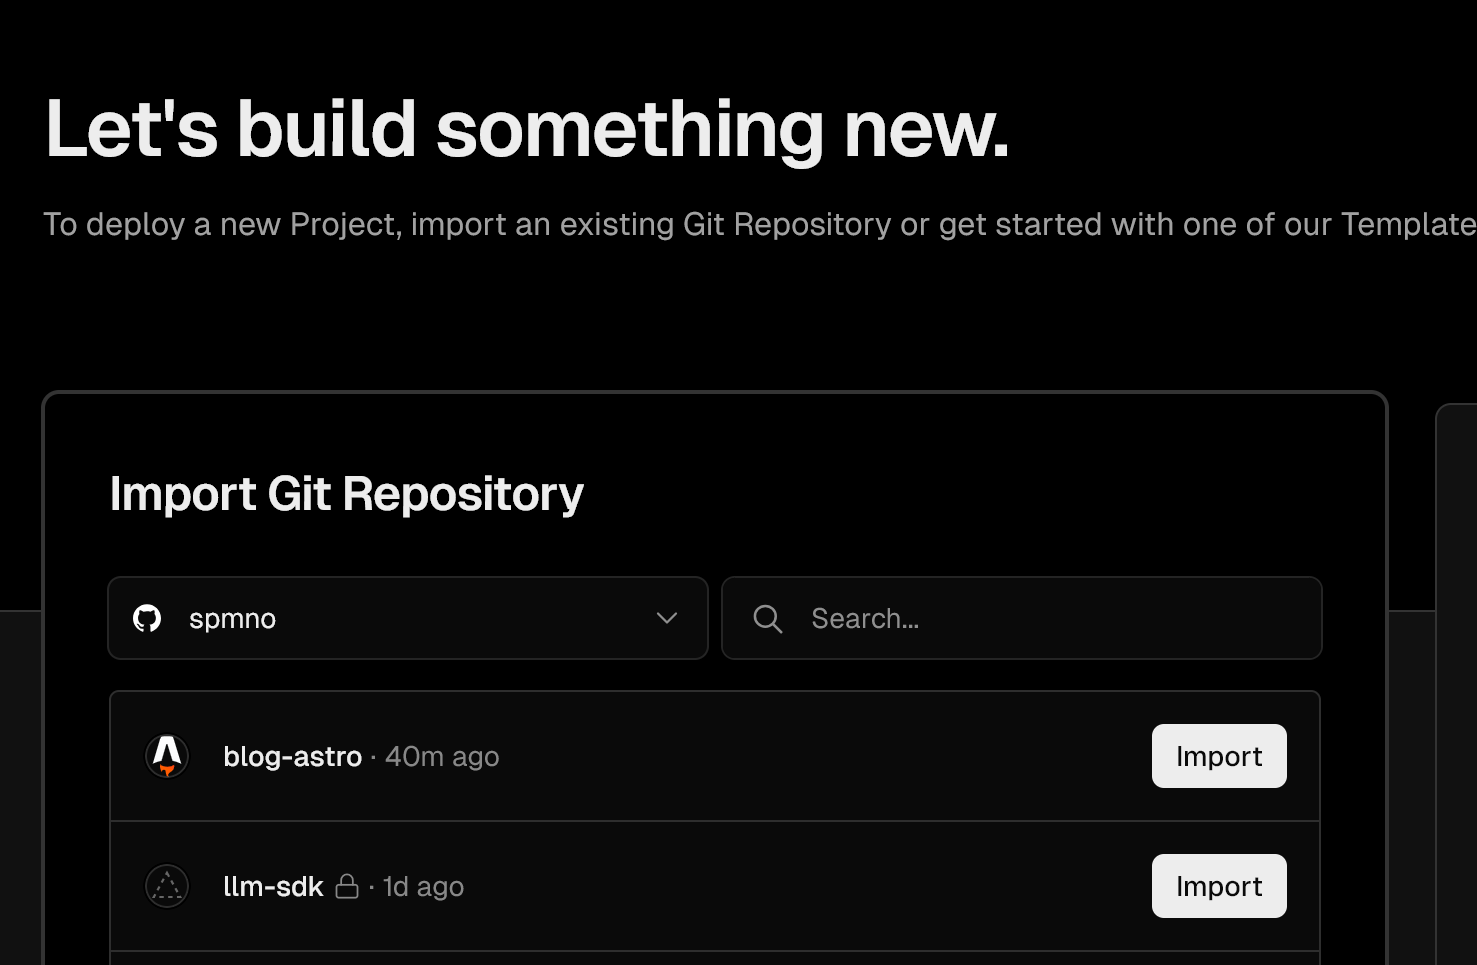 Let's build something new.
To deploy a new Project, import an existing Git Repository or get started with one of our Template
Import Git Repository
spmno
Search...
blog-astro · 40m ago
Import
llm-sdk · 1d ago
Import